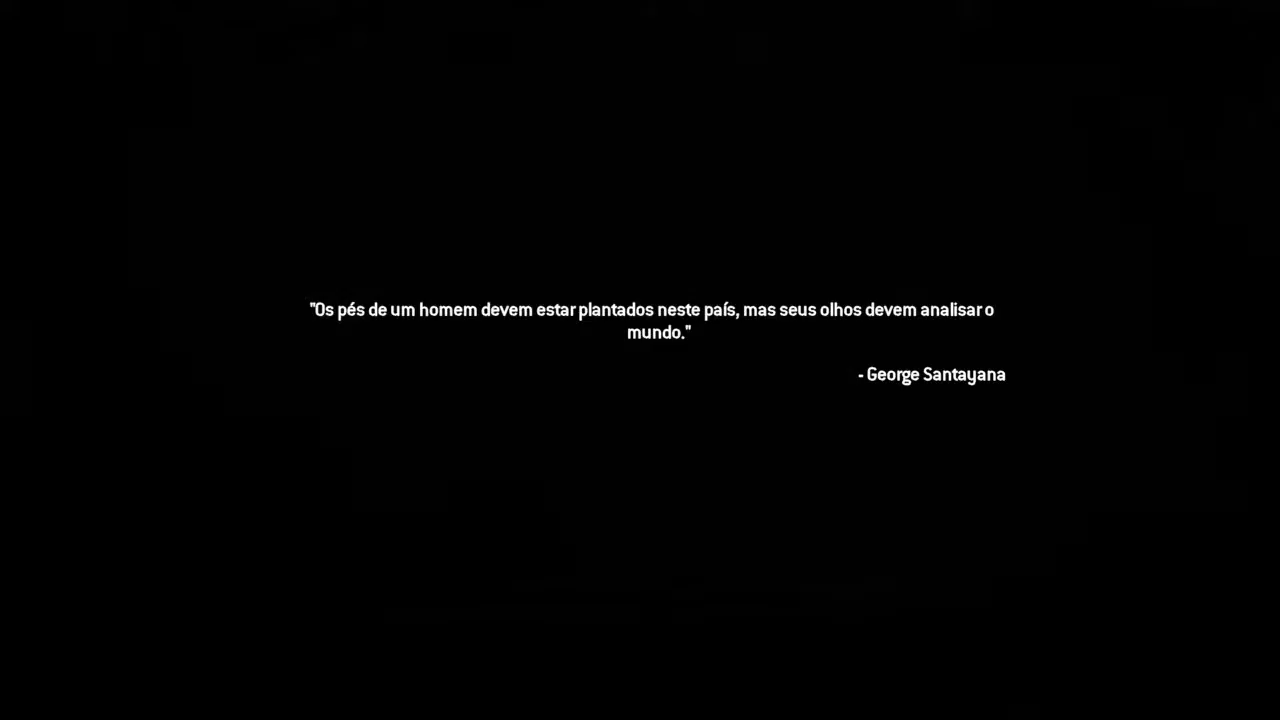 "Os pés de um homem devem estar plantados neste país, mas seus olhos devem analisar o
mundo."
- George Santayana